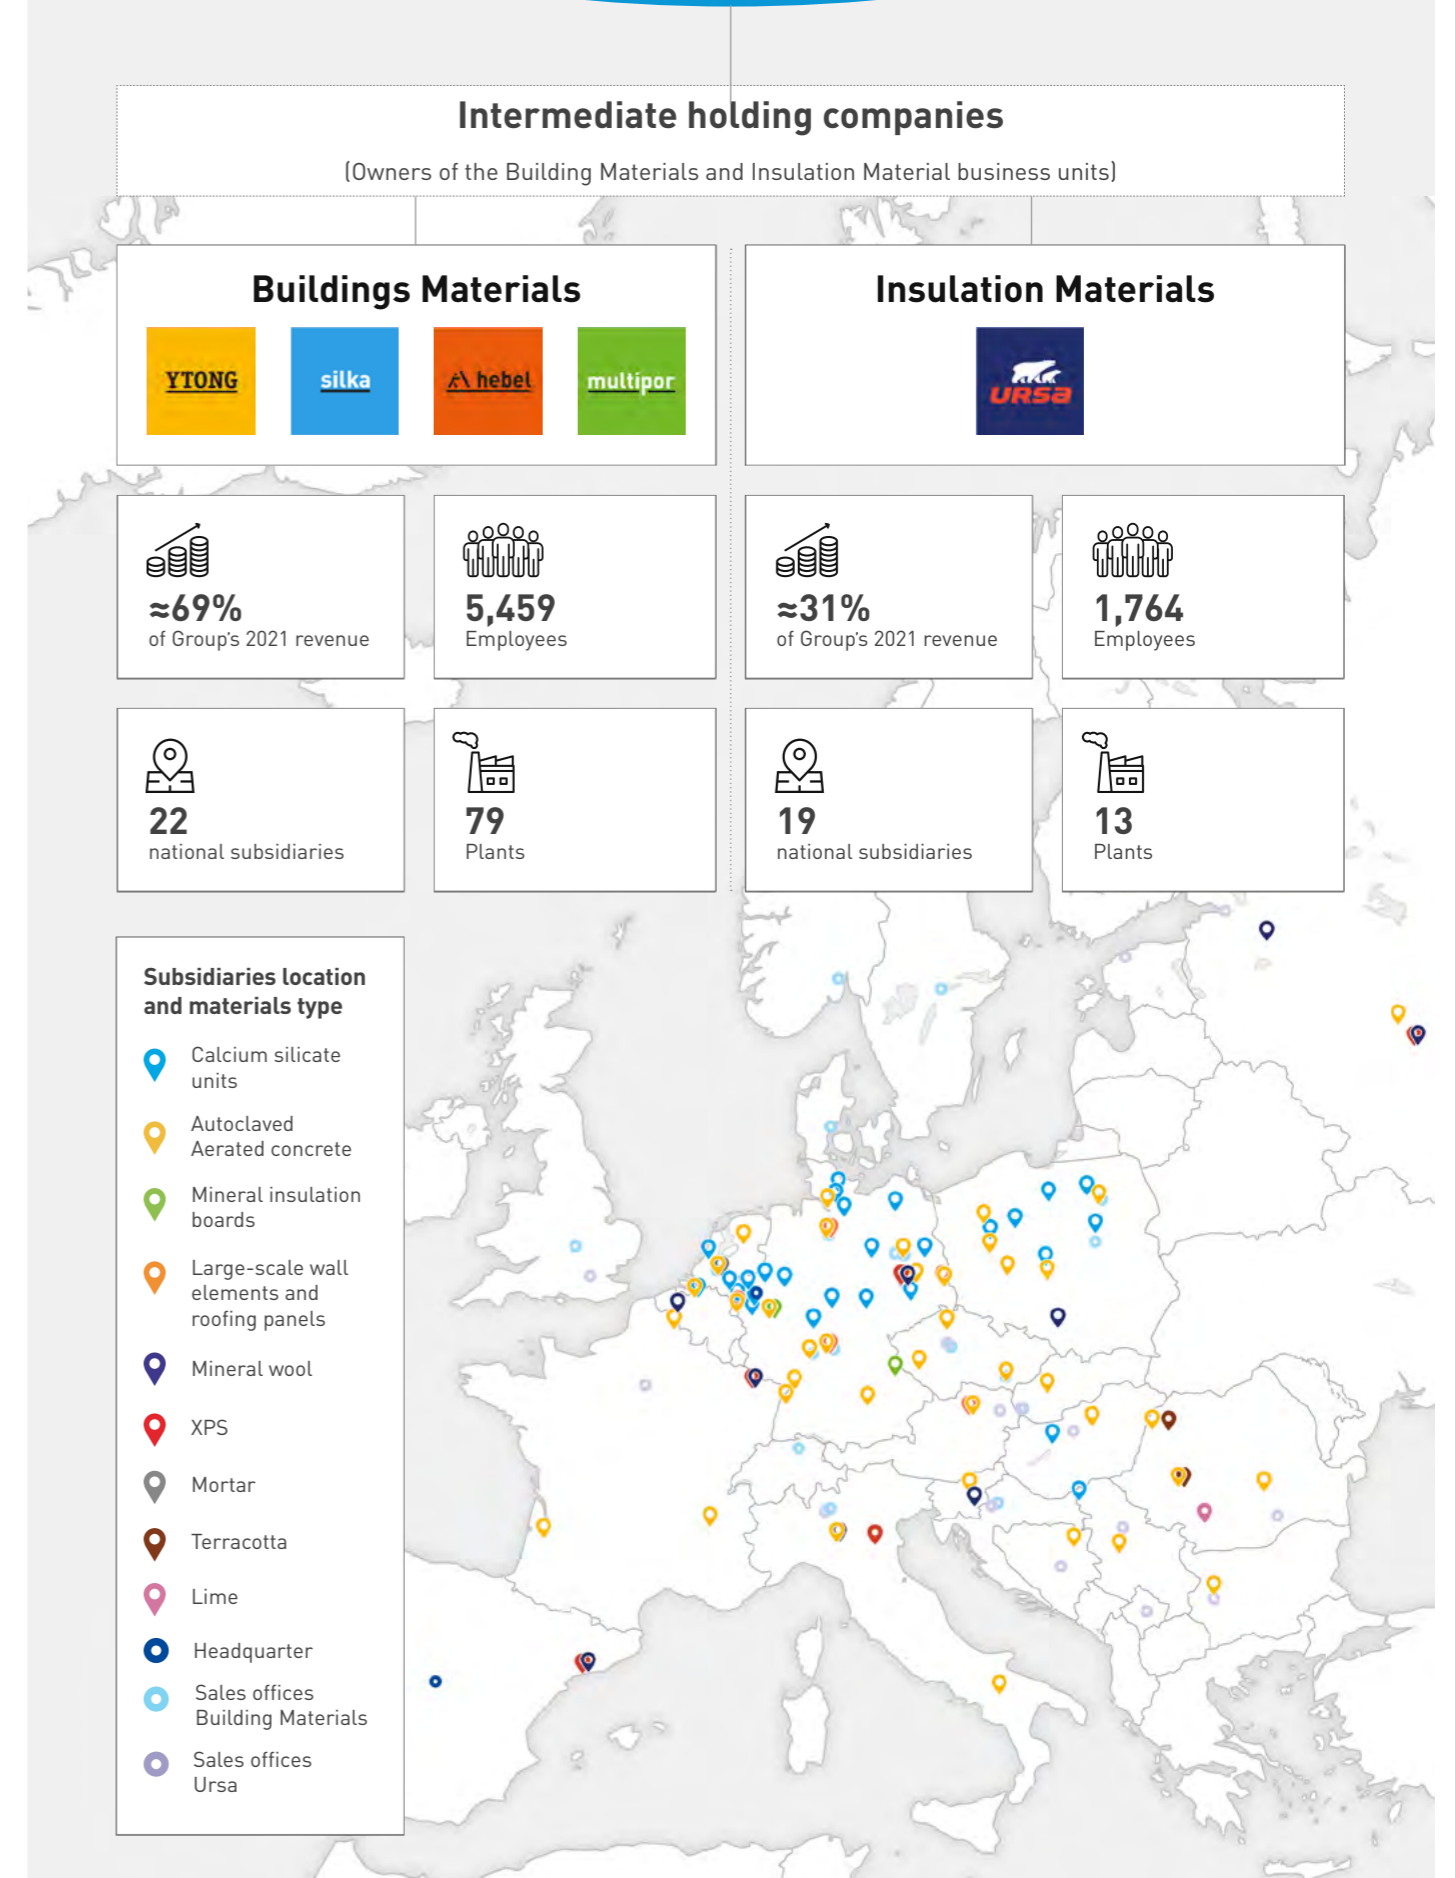 Intermediate holding companies
(Owners of the Building Materials and Insulation Material business units)
Buildings Materials
YTONG
silka
hebel
multipor
Insulation Materials
URSA
≈69%
of Group's 2021 revenue
5,459
Employees
≈31%
of Group's 2021 revenue
1,764
Employees
22
national subsidiaries
79
Plants
19
national subsidiaries
13
Plants
Subsidiaries location
and materials type
Calcium silicate
units
Autoclaved
Aerated concrete
Mineral insulation
boards
Large-scale wall
elements and
roofing panels
Mineral wool
XPS
Mortar
Terracotta
Lime
Headquarter
Sales offices
Building Materials
Sales offices
Ursa